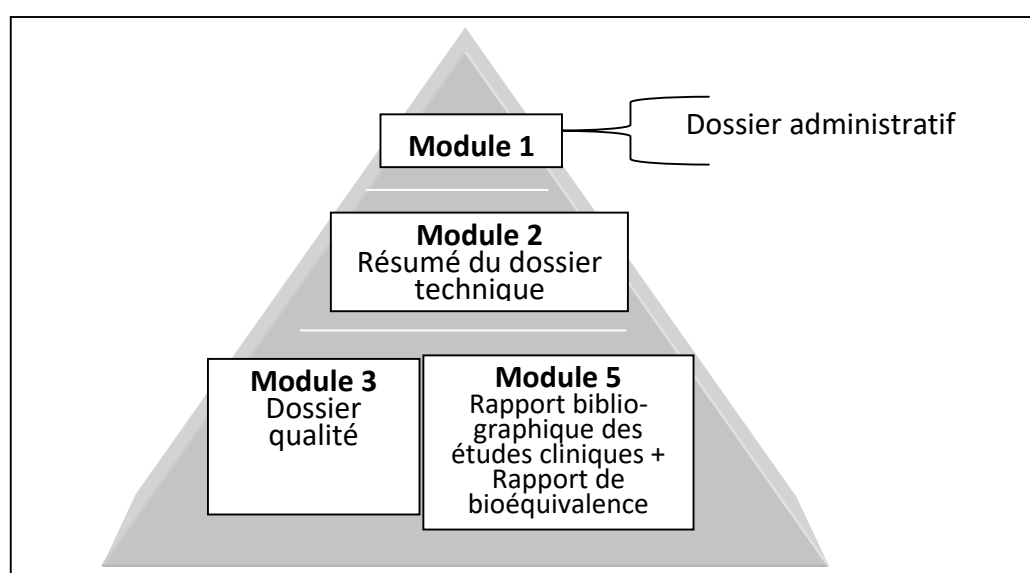 Module 1
Dossier administratif
Module 2
Résumé du dossier
technique
Module 3
Dossier
qualité
Module 5
Rapport biblio-
graphique des
études cliniques +
Rapport de
bioéquivalence